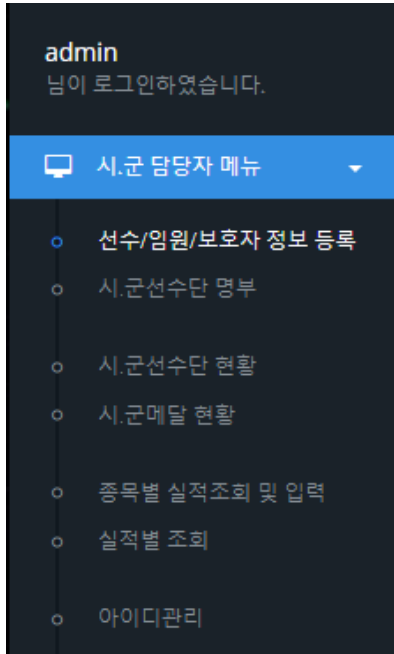 admin
님이 로그인하였습니다.
시.군 담당자 메뉴
선수/임원/보호자 정보 등록
시.군선수단 명부
시.군선수단 현황
시.군메달 현황
종목별 실적조회 및 입력
실적별 조회
아이디관리